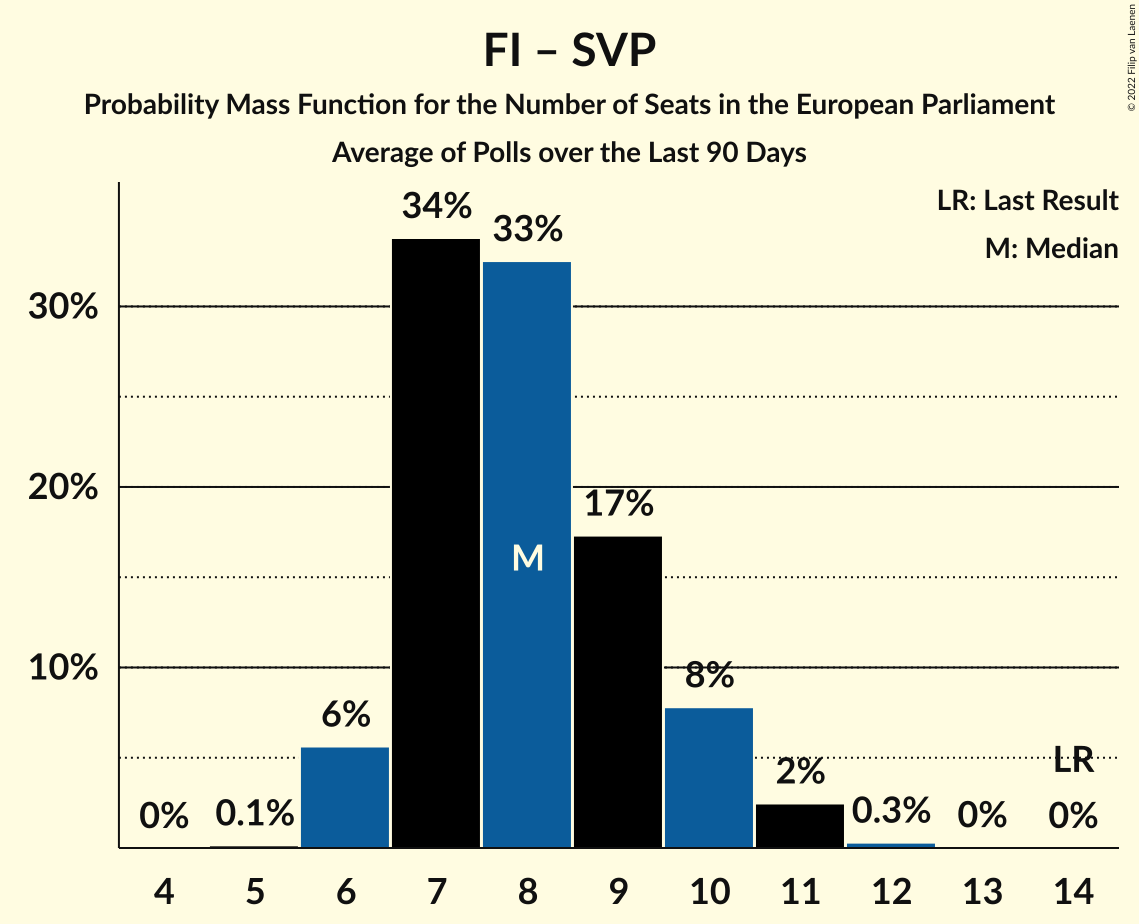 FI – SVP
Probability Mass Function for the Number of Seats in the European Parliament
Average of Polls over the Last 90 Days
© 2022 Filip van Laenen
LR: Last Result
M: Median
34%
33%
30%
20%
17%
M
10%
8%
6%
2%
LR
0%
0.1%
0.3%
0%
0%
4 5 6 7 8 9 10 11 12 13 14